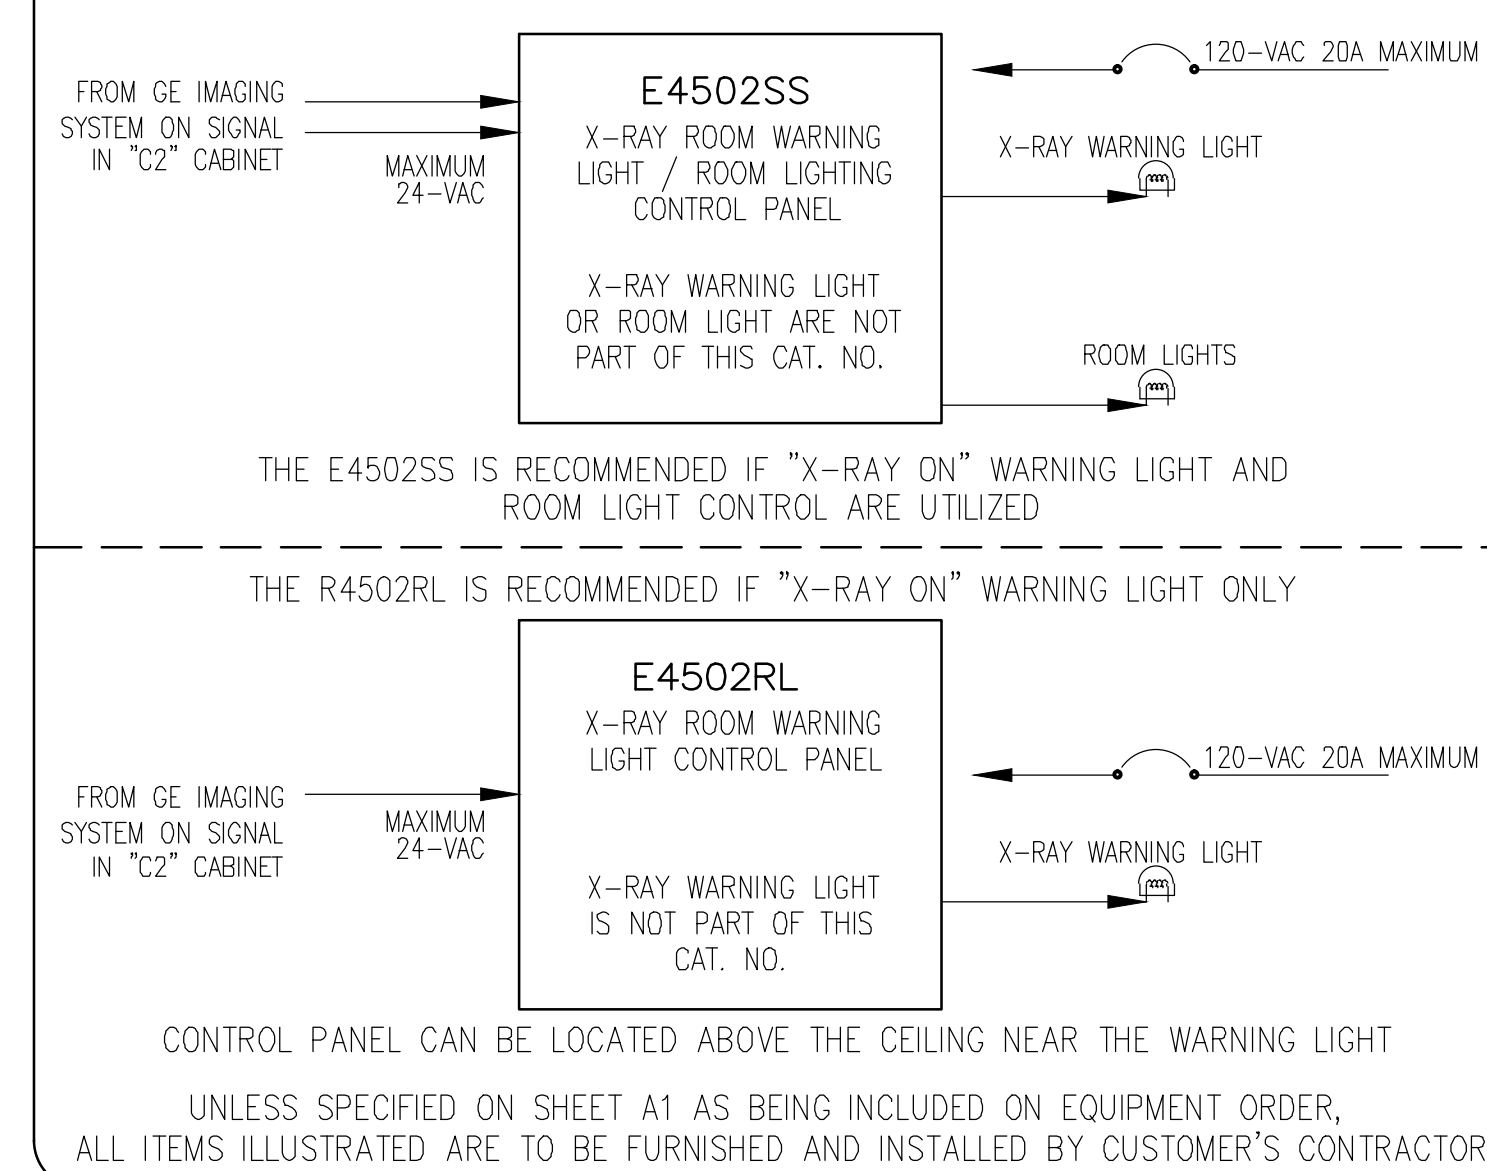 FROM GE IMAGING
SYSTEM ON SIGNAL
IN "C2" CABINET
MAXIMUM
24-VAC
E4502SS
X-RAY ROOM WARNING
LIGHT / ROOM LIGHTING
CONTROL PANEL
X-RAY WARNING LIGHT
OR ROOM LIGHT ARE NOT
PART OF THIS CAT. NO.
120-VAC 20A MAXIMUM
X-RAY WARNING LIGHT
ROOM LIGHTS
THE E4502SS IS RECOMMENDED IF "X-RAY ON" WARNING LIGHT AND
ROOM LIGHT CONTROL ARE UTILIZED
THE R4502RL IS RECOMMENDED IF "X-RAY ON" WARNING LIGHT ONLY
FROM GE IMAGING
SYSTEM ON SIGNAL
IN "C2" CABINET
MAXIMUM
24-VAC
E4502RL
X-RAY ROOM WARNING
LIGHT CONTROL PANEL
X-RAY WARNING LIGHT
IS NOT PART OF THIS
CAT. NO.
120-VAC 20A MAXIMUM
X-RAY WARNING LIGHT
CONTROL PANEL CAN BE LOCATED ABOVE THE CEILING NEAR THE WARNING LIGHT
UNLESS SPECIFIED ON SHEET A1 AS BEING INCLUDED ON EQUIPMENT ORDER,
ALL ITEMS ILLUSTRATED ARE TO BE FURNISHED AND INSTALLED BY CUSTOMER'S CONTRACTOR